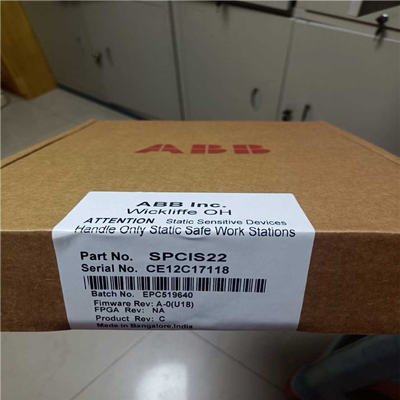 ABB
ABB Inc.
Wickliffe OH
ATTENTION Static Sensitive Devices
Handle Only Static Safe Work Stations
Part No. SPCIS22
Serial No. CE12C17118
Batch No. EPC519640
Fimware Rev: A-0(U18)
FPGA Rev: NA
Product Rev: C
Made in Bangalore,India